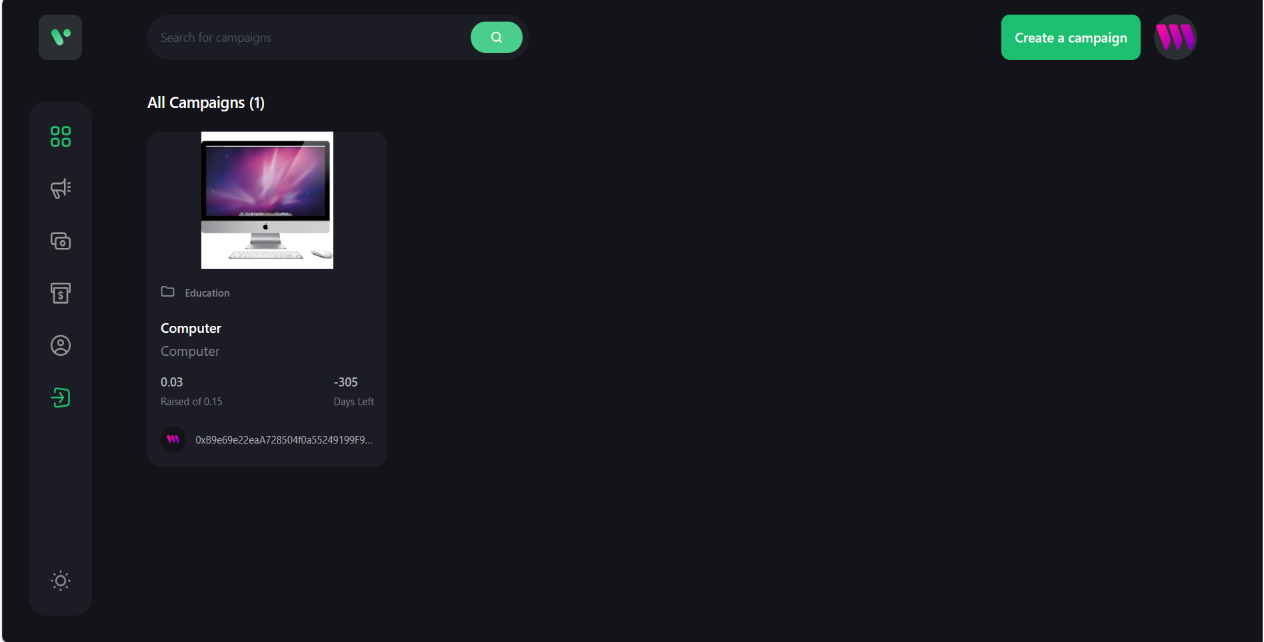 Search for campaigns
Create a campaign
All Campaigns (1)
Education
Computer
Computer
0.03
-305
Raised of 0.15
Days Left
0xB9e69e22eaA728504f0a55249199F9...